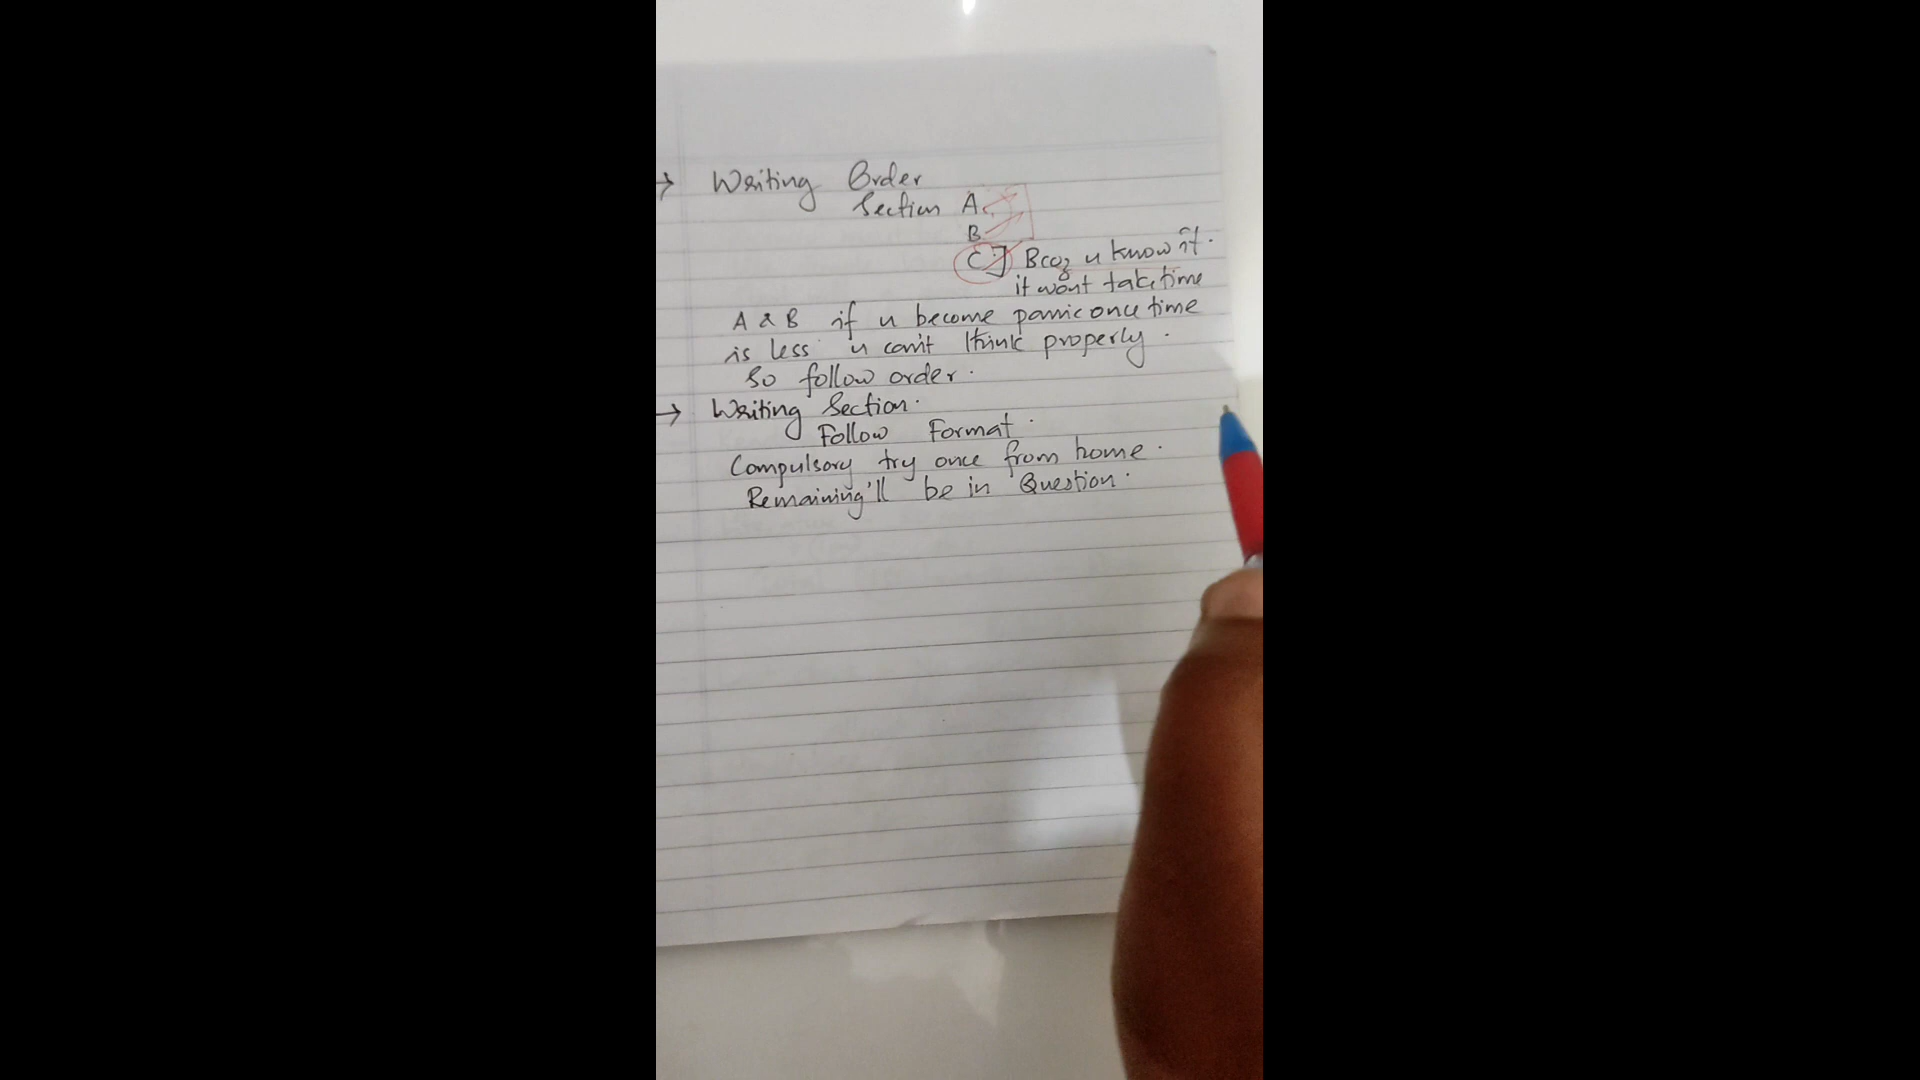 → Writing Order
Section A
B
C] Bcoz u know it.
it wont take time
A & B if u become panic once time
is less u can't think properly.
So follow order.
→ Writing Section.
Follow Format.
Compulsory try once from home.
Remaining'll be in Question.